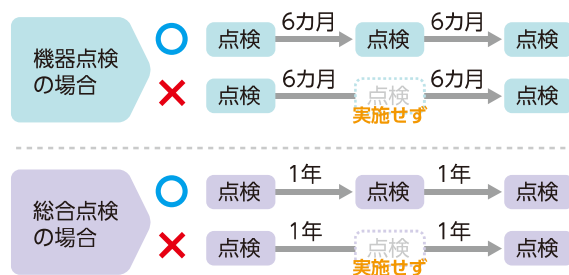 機器点検
の場合
6カ月 6カ月
点検 点検 点検
6カ月 6カ月
点検 点検 点検
実施せず
総合点検
の場合
1年 1年
点検 点検 点検
1年 1年
点検 点検 点検
実施せず